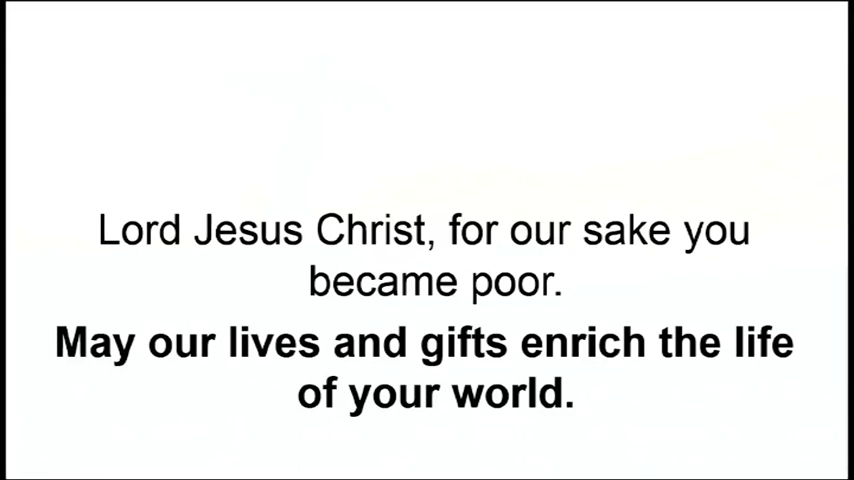 Lord Jesus Christ, for our sake you
became poor.
May our lives and gifts enrich the life
of your world.